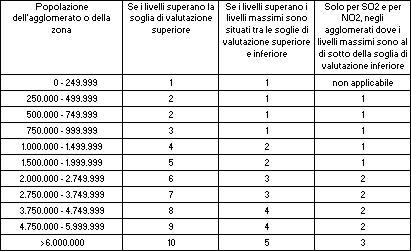 Popolazione
dell'agglomerato o della
zona
Se i livelli superano la
soglia di valutazione
superiore
Se i livelli superano i
livelli massimi sono
situati tra le soglie di
valutazione superiore
e inferiore
Solo per SO2 e per
NO2, negli
agglomerati dove i
livelli massimi sono al
di sotto della soglia di
valutazione inferiore
0 - 249.999 1 1 non applicabile
250.000 - 499.999 2 1 1
500.000 - 749.999 2 1 1
750.000 - 999.999 3 1 1
1.000.000 - 1.499.999 4 2 1
1.500.000 - 1.999.999 5 2 1
2.000.000 - 2.749.999 6 3 2
2.750.000 - 3.749.999 7 3 2
3.750.000 - 4.749.999 8 4 2
4.750.000 - 5.999.999 9 4 2
>6.000.000 10 5 3